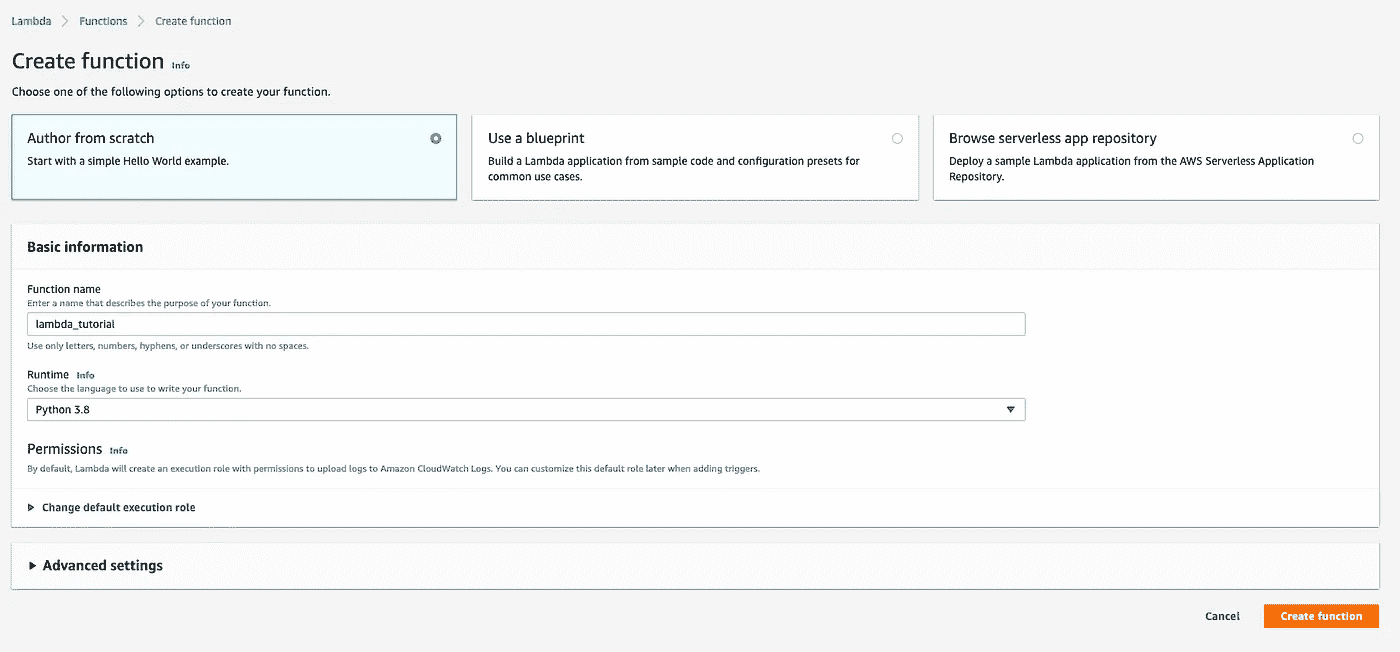 Lambda > Functions > Create function
Create function Info
Choose one of the following options to create your function.
Author from scratch
Start with a simple Hello World example.
Use a blueprint
Build a Lambda application from sample code and configuration presets for
common use cases.
Browse serverless app repository
Deploy a sample Lambda application from the AWS Serverless Application
Repository.
Basic information
Function name
Enter a name that describes the purpose of your function.
lambda_tutorial
Use only letters, numbers, hyphens, or underscores with no spaces.
Runtime Info
Choose the language to use to write your function.
Python 3.8
Permissions Info
By default, Lambda will create an execution role with permissions to upload logs to Amazon CloudWatch Logs. You can customize this default role later when adding triggers.
Change default execution role
Advanced settings
Cancel
Create function